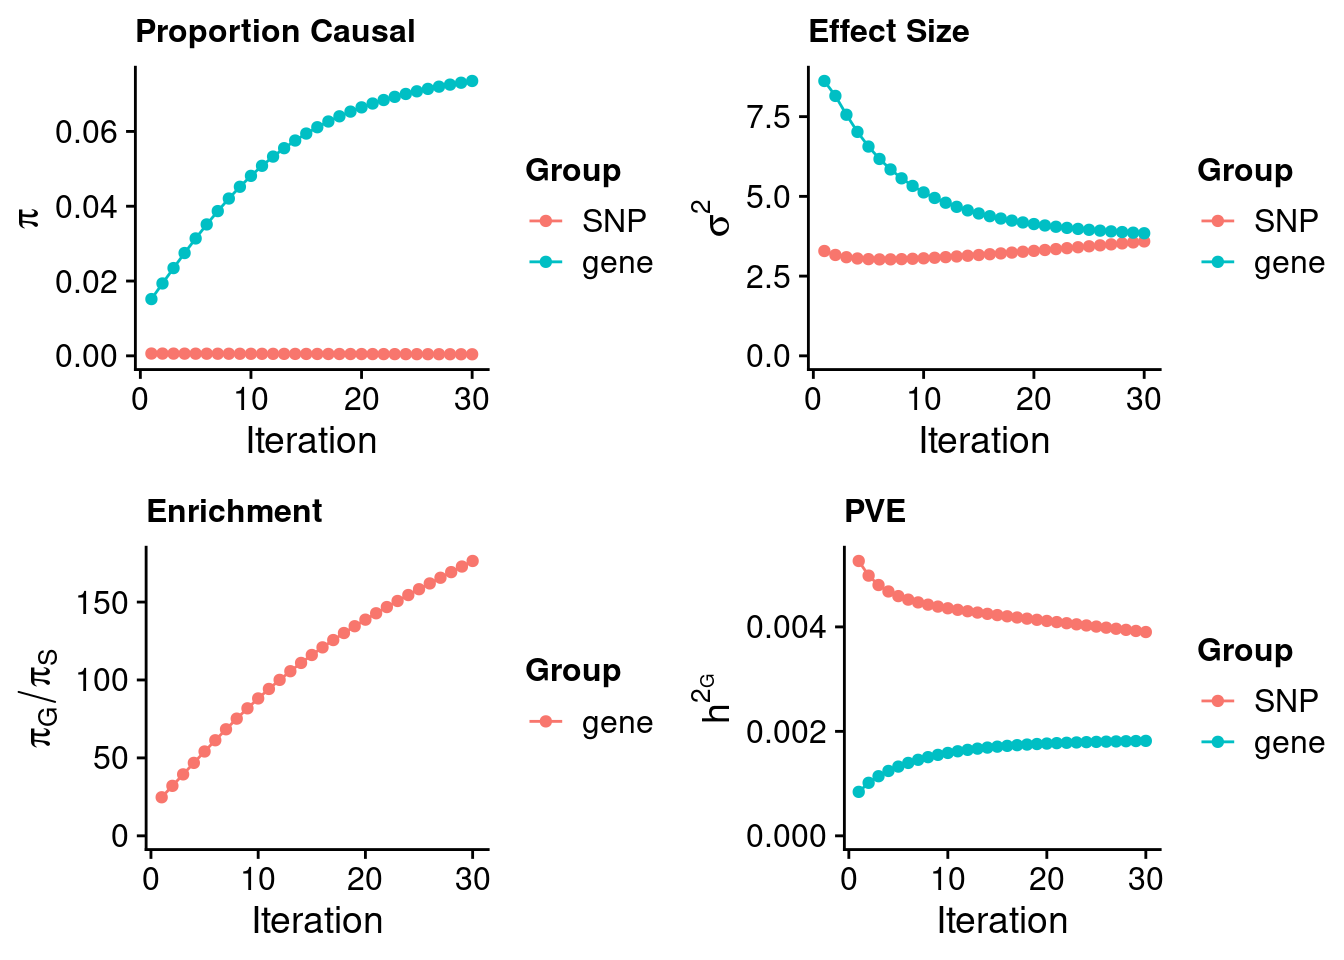 Proportion Causal
π
0.06
0.04
0.02
0.00
0 10 20 30
Iteration
Group
SNP
gene
Effect Size
σ²
7.5
5.0
2.5
0.0
0 10 20 30
Iteration
Group
SNP
gene
Enrichment
πG/πS
150
100
50
0
0 10 20 30
Iteration
Group
gene
PVE
h²G
0.004
0.002
0.000
0 10 20 30
Iteration
Group
SNP
gene